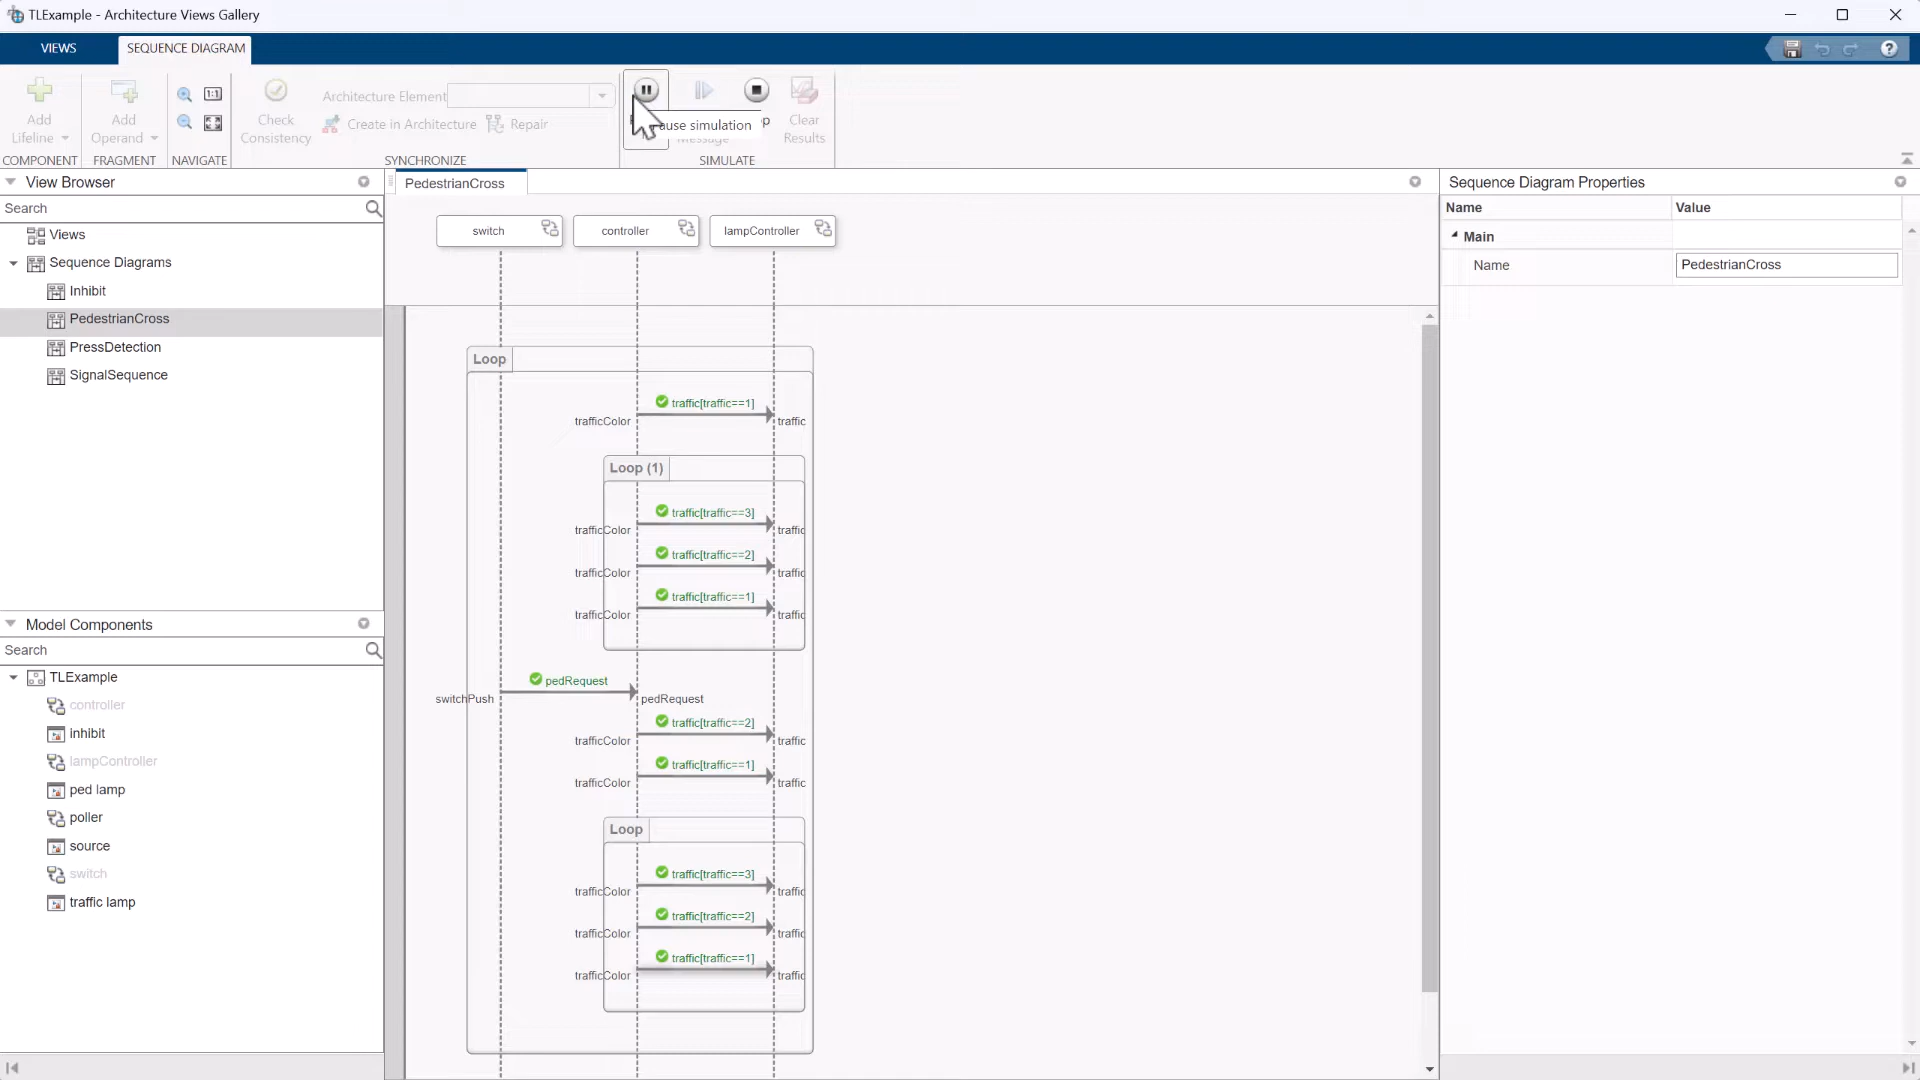 TLExample - Architecture Views Gallery
VIEWS
SEQUENCE DIAGRAM
Add Lifeline
COMPONENT
Add Operand
FRAGMENT
1:1
NAVIGATE
Check Consistency
Architecture Element
Create in Architecture
Repair
SYNCHRONIZE
Pause simulation
Message
Clear Results
SIMULATE
View Browser
Search
Views
Sequence Diagrams
Inhibit
PedestrianCross
PressDetection
SignalSequence
Model Components
Search
TLExample
controller
inhibit
lampController
ped lamp
poller
source
switch
traffic lamp
PedestrianCross
switch
controller
lampController
Loop
traffic[traffic==1]
trafficColor
traffic
Loop (1)
traffic[traffic==3]
trafficColor
traffic
traffic[traffic==2]
trafficColor
traffic
traffic[traffic==1]
trafficColor
traffic
pedRequest
switchPush
pedRequest
traffic[traffic==2]
trafficColor
traffic
traffic[traffic==1]
trafficColor
traffic
Loop
traffic[traffic==3]
trafficColor
traffic
traffic[traffic==2]
trafficColor
traffic
traffic[traffic==1]
trafficColor
traffic
Sequence Diagram Properties
Name
Value
Main
Name
PedestrianCross